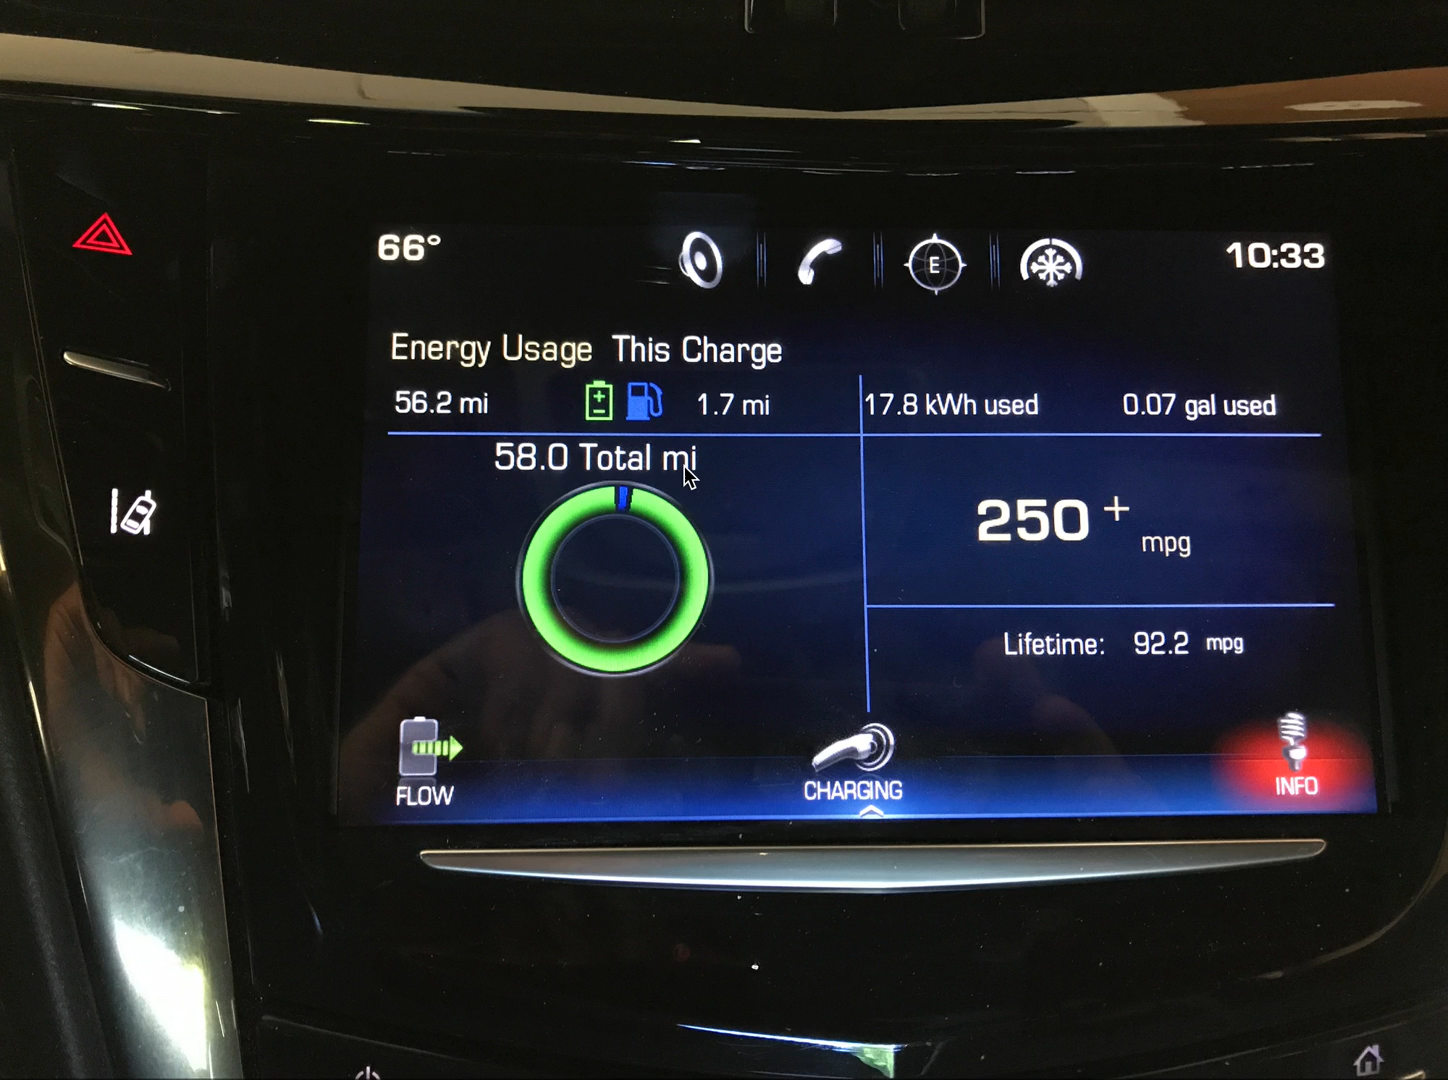 66° E 10:33
Energy Usage This Charge
56.2 mi 1.7 mi 17.8 kWh used 0.07 gal used
58.0 Total mi
250+ mpg
Lifetime: 92.2 mpg
FLOW CHARGING INFO